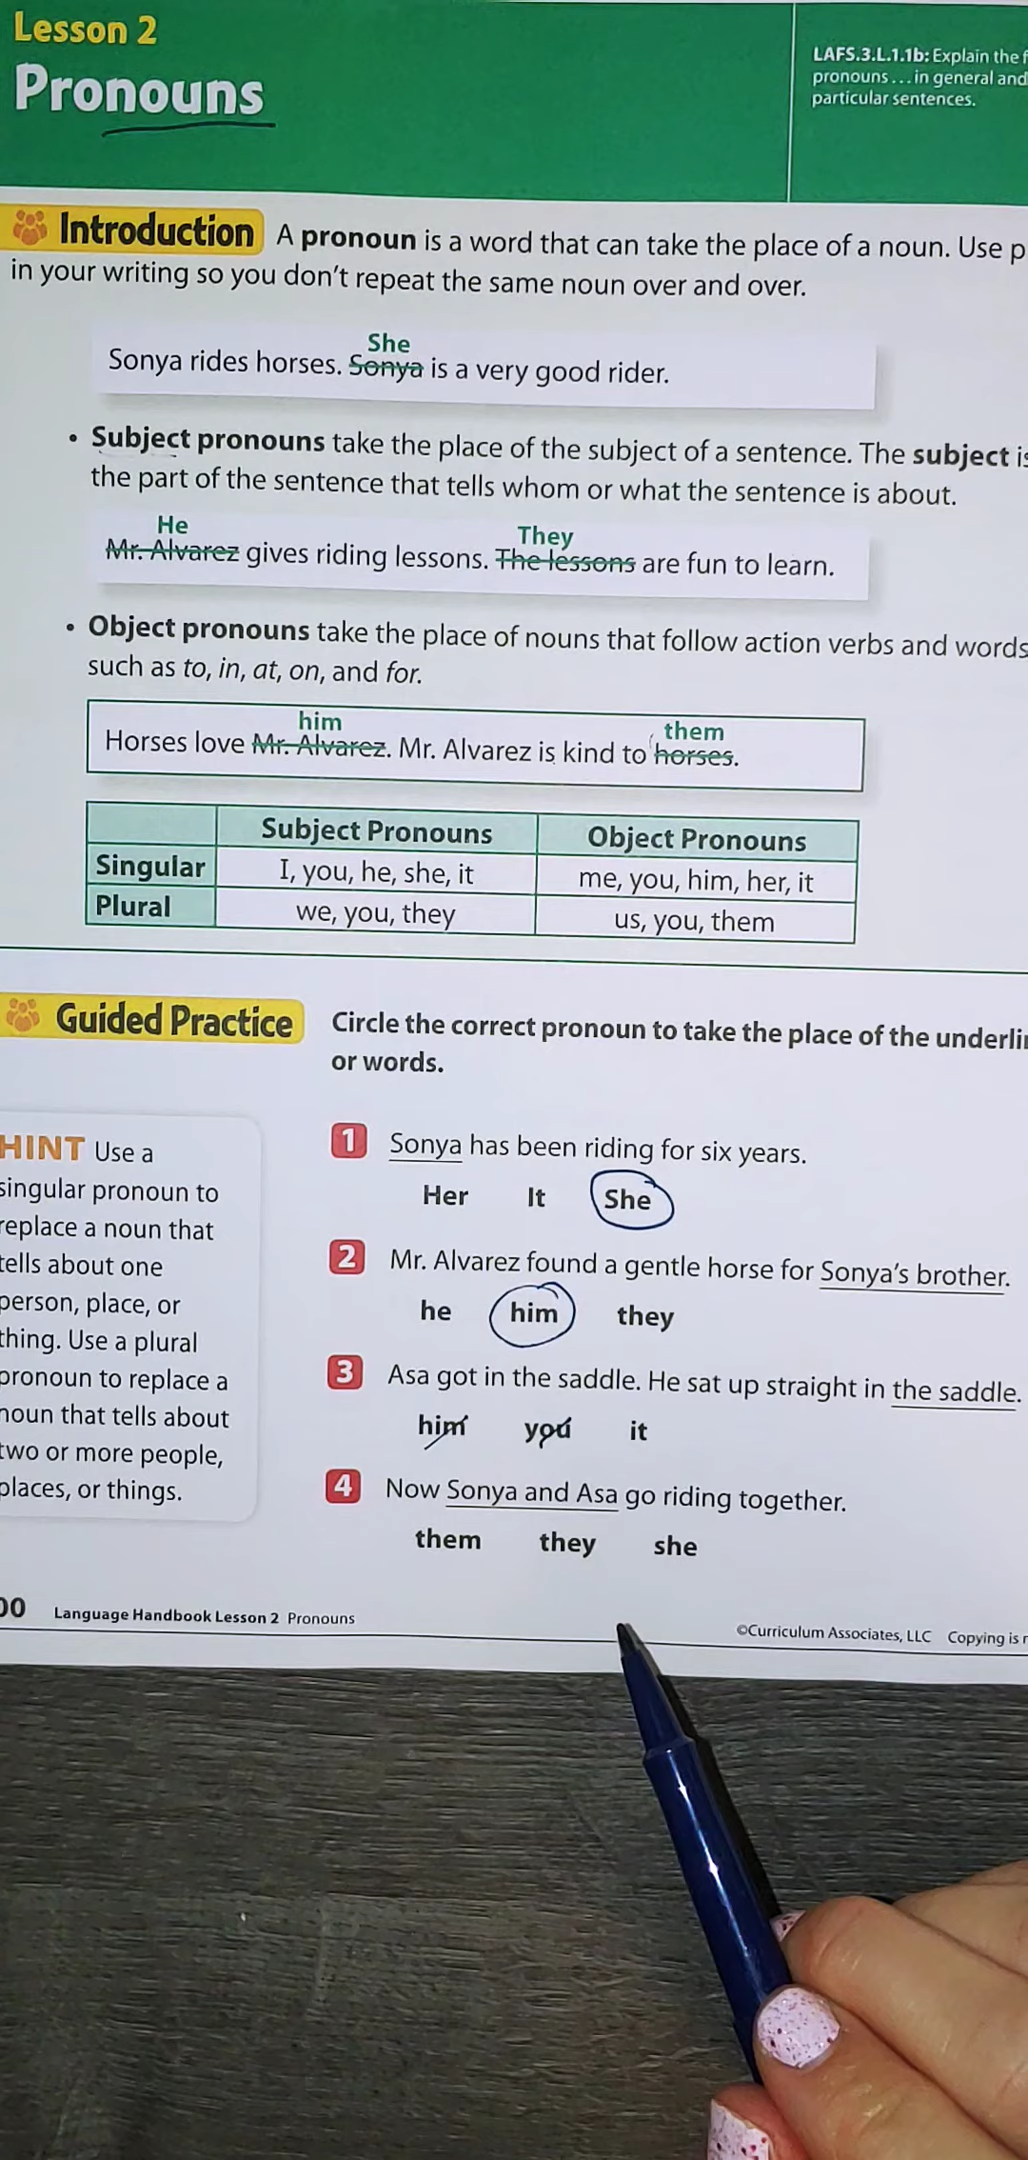 Lesson 2
Pronouns
LAFS.3.L.1.1b: Explain the
pronouns...in general and
particular sentences.
Introduction A pronoun is a word that can take the place of a noun. Use
in your writing so you don't repeat the same noun over and over.
She
Sonya rides horses. Sonya is a very good rider.
• Subject pronouns take the place of the subject of a sentence. The subject is
the part of the sentence that tells whom or what the sentence is about.
He They
Mr. Alvarez gives riding lessons. The lessons are fun to learn.
• Object pronouns take the place of nouns that follow action verbs and words
such as to, in, at, on, and for.
him them
Horses love Mr. Alvarez. Mr. Alvarez is kind to horses.
Subject Pronouns Object Pronouns
Singular I, you, he, she, it me, you, him, her, it
Plural we, you, they us, you, them
Guided Practice Circle the correct pronoun to take the place of the
or words.
HINT Use a
singular pronoun to
replace a noun that
tells about one
person, place, or
thing. Use a plural
pronoun to replace a
noun that tells about
two or more people,
places, or things.
1 Sonya has been riding for six years.
Her It She
2 Mr. Alvarez found a gentle horse for Sonya's brother.
he him they
3 Asa got in the saddle. He sat up straight in the saddle.
him you it
4 Now Sonya and Asa go riding together.
them they she
00 Language Handbook Lesson 2 Pronouns
©Curriculum Associates, LLC Copying is